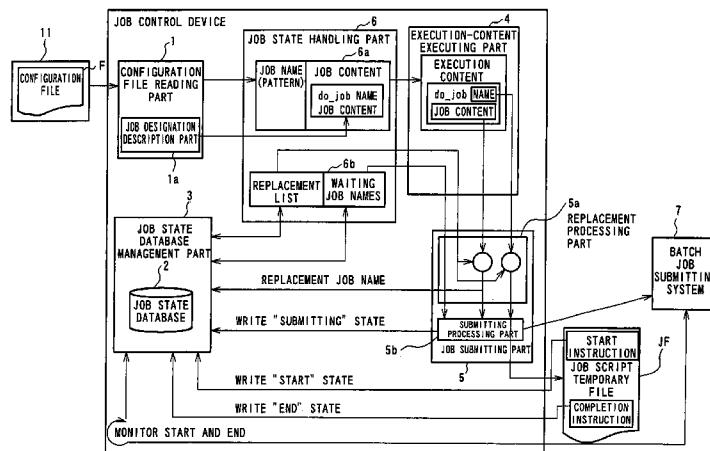 JOB CONTROL DEVICE
11
F
CONFIGURATION
FILE
1
CONFIGURATION
FILE READING
PART
JOB DESIGNATION
DESCRIPTION PART
1a
6
JOB STATE HANDLING PART
6a
JOB NAME
(PATTERN)
JOB CONTENT
do_job NAME
JOB CONTENT
6b
REPLACEMENT
LIST
WAITING
JOB NAMES
4
EXECUTION-CONTENT
EXECUTING PART
EXECUTION
CONTENT
do_job NAME
JOB CONTENT
3
JOB STATE
DATABASE
MANAGEMENT PART
2
JOB STATE
DATABASE
5a
REPLACEMENT
PROCESSING
PART
7
BATCH
JOB
SUBMITTING
SYSTEM
REPLACEMENT JOB NAME
WRITE "SUBMITTING" STATE
SUBMITTING
PROCESSING PART
5b
JOB SUBMITTING PART
5
START
INSTRUCTION
JOB SCRIPT
TEMPORARY
FILE
COMPLETION
INSTRUCTION
JF
WRITE "START" STATE
WRITE "END" STATE
MONITOR START AND END